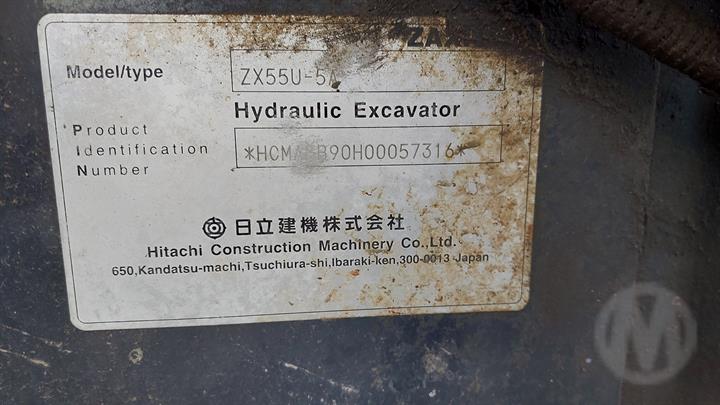 Model/type ZX55U-5A
Hydraulic Excavator
Product
Identification
Number
日立建機株式会社
Hitachi Construction Machinery Co.,Ltd.
650,Kandatsu-machi,Tsuchiura-shi,Ibaraki-ken,300-0013 Japan
M